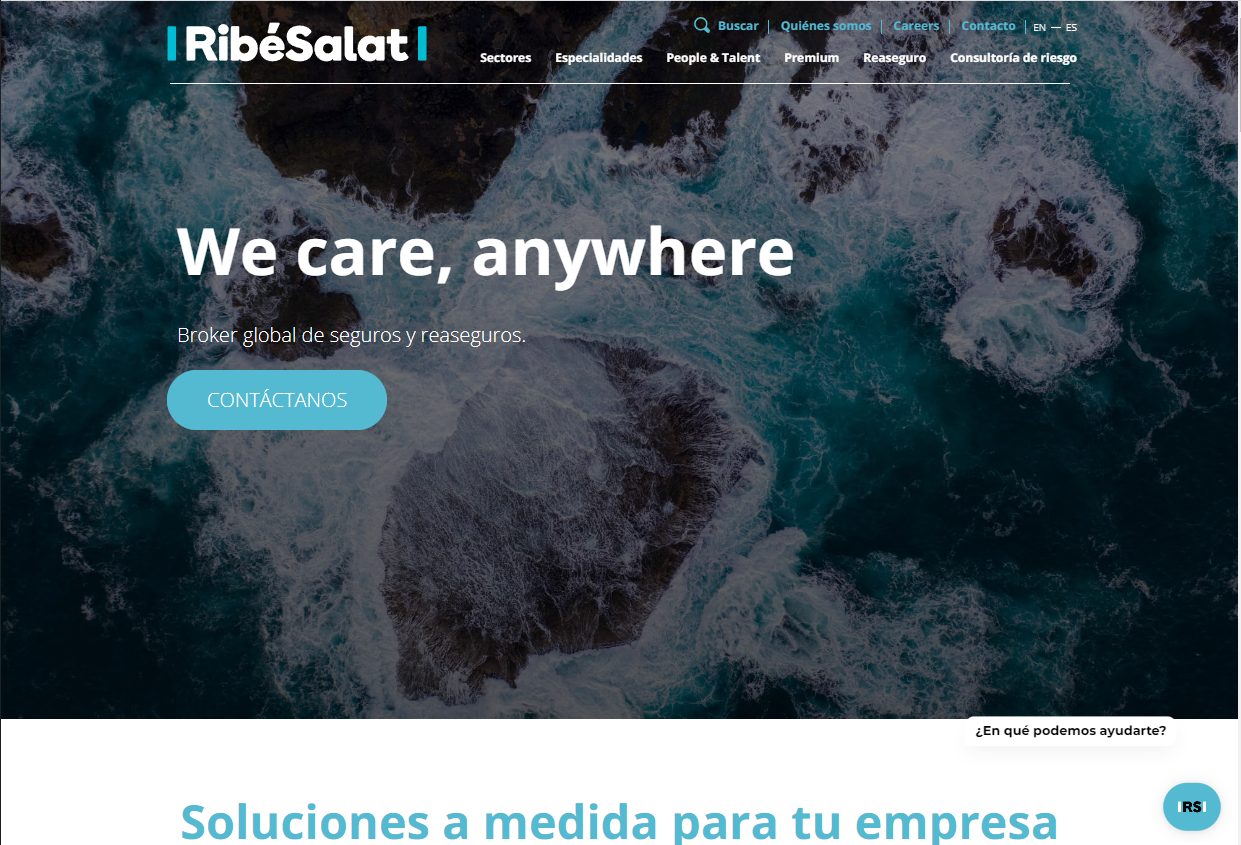 RibéSalat
Buscar Quiénes somos Careers Contacto EN — ES
Sectores Especialidades People & Talent Premium Reaseguro Consultoría de riesgo
We care, anywhere
Broker global de seguros y reaseguros.
CONTÁCTANOS
¿En qué podemos ayudarte?
RS
Soluciones a medida para tu empresa